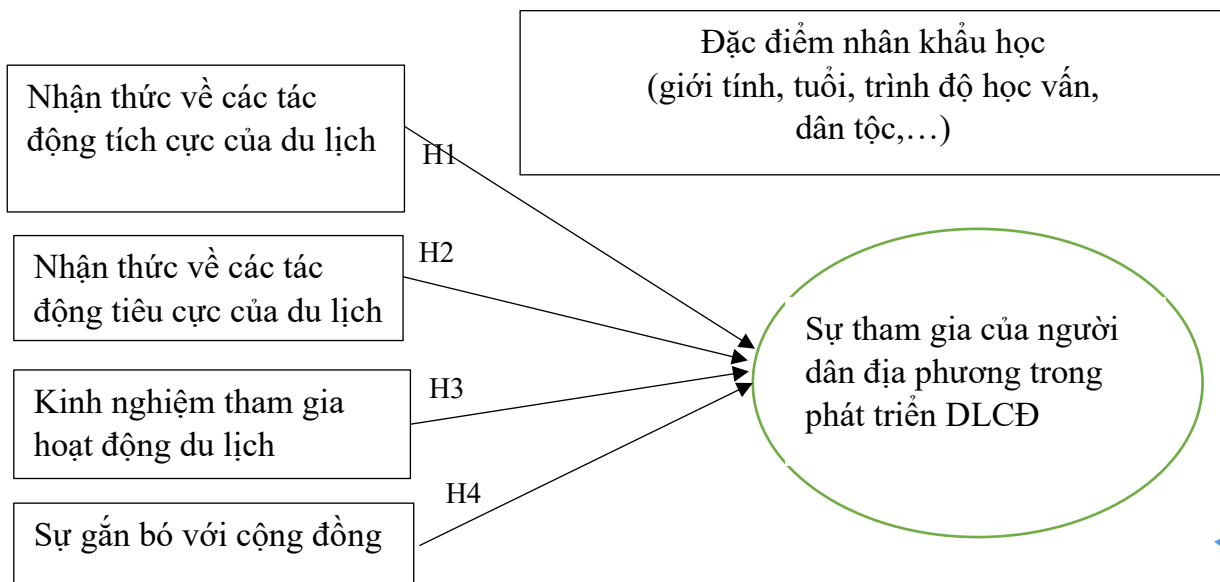 Đặc điểm nhân khẩu học
(giới tính, tuổi, trình độ học vấn,
dân tộc,…)
Nhận thức về các tác
động tích cực của du lịch
H1
Nhận thức về các tác
động tiêu cực của du lịch
H2
Kinh nghiệm tham gia
hoạt động du lịch
H3
Sự gắn bó với cộng đồng
H4
Sự tham gia của người
dân địa phương trong
phát triển DLCĐ